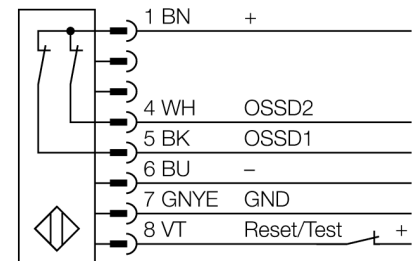 1 BN +
4 WH OSSD2
5 BK OSSD1
6 BU –
7 GNYE GND
8 VT Reset/Test +